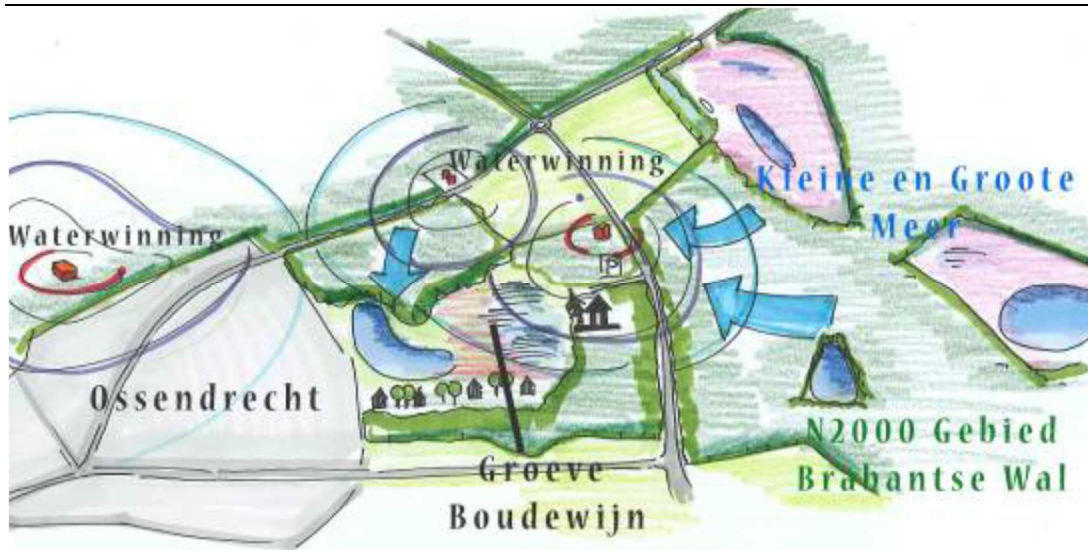 Waterwinning
Kleine en Groote
Meer
Waterwinning
P
Ossendrecht
N2000 Gebied
Brabantse Wal
Groeve
Boudewijn